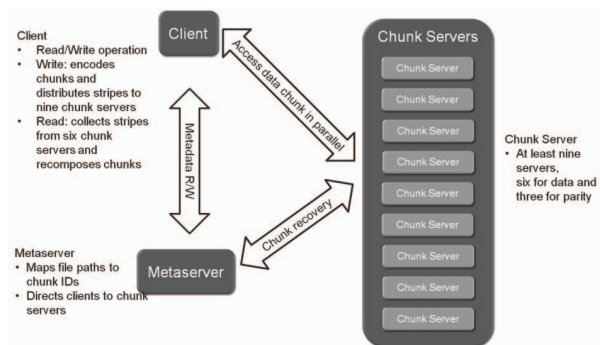 Client
• Read/Write operation
• Write: encodes
chunks and
distributes stripes to
nine chunk servers
• Read: collects stripes
from six chunk
servers and
recomposes chunks
Client
Access data chunk in parallel
Metadata R/W
Chunk recovery
Metaserver
• Maps file paths to
chunk IDs
• Directs clients to chunk
servers
Metaserver
Chunk Servers
Chunk Server
Chunk Server
Chunk Server
Chunk Server
Chunk Server
Chunk Server
Chunk Server
Chunk Server
Chunk Server
Chunk Server
• At least nine
servers,
six for data and
three for parity